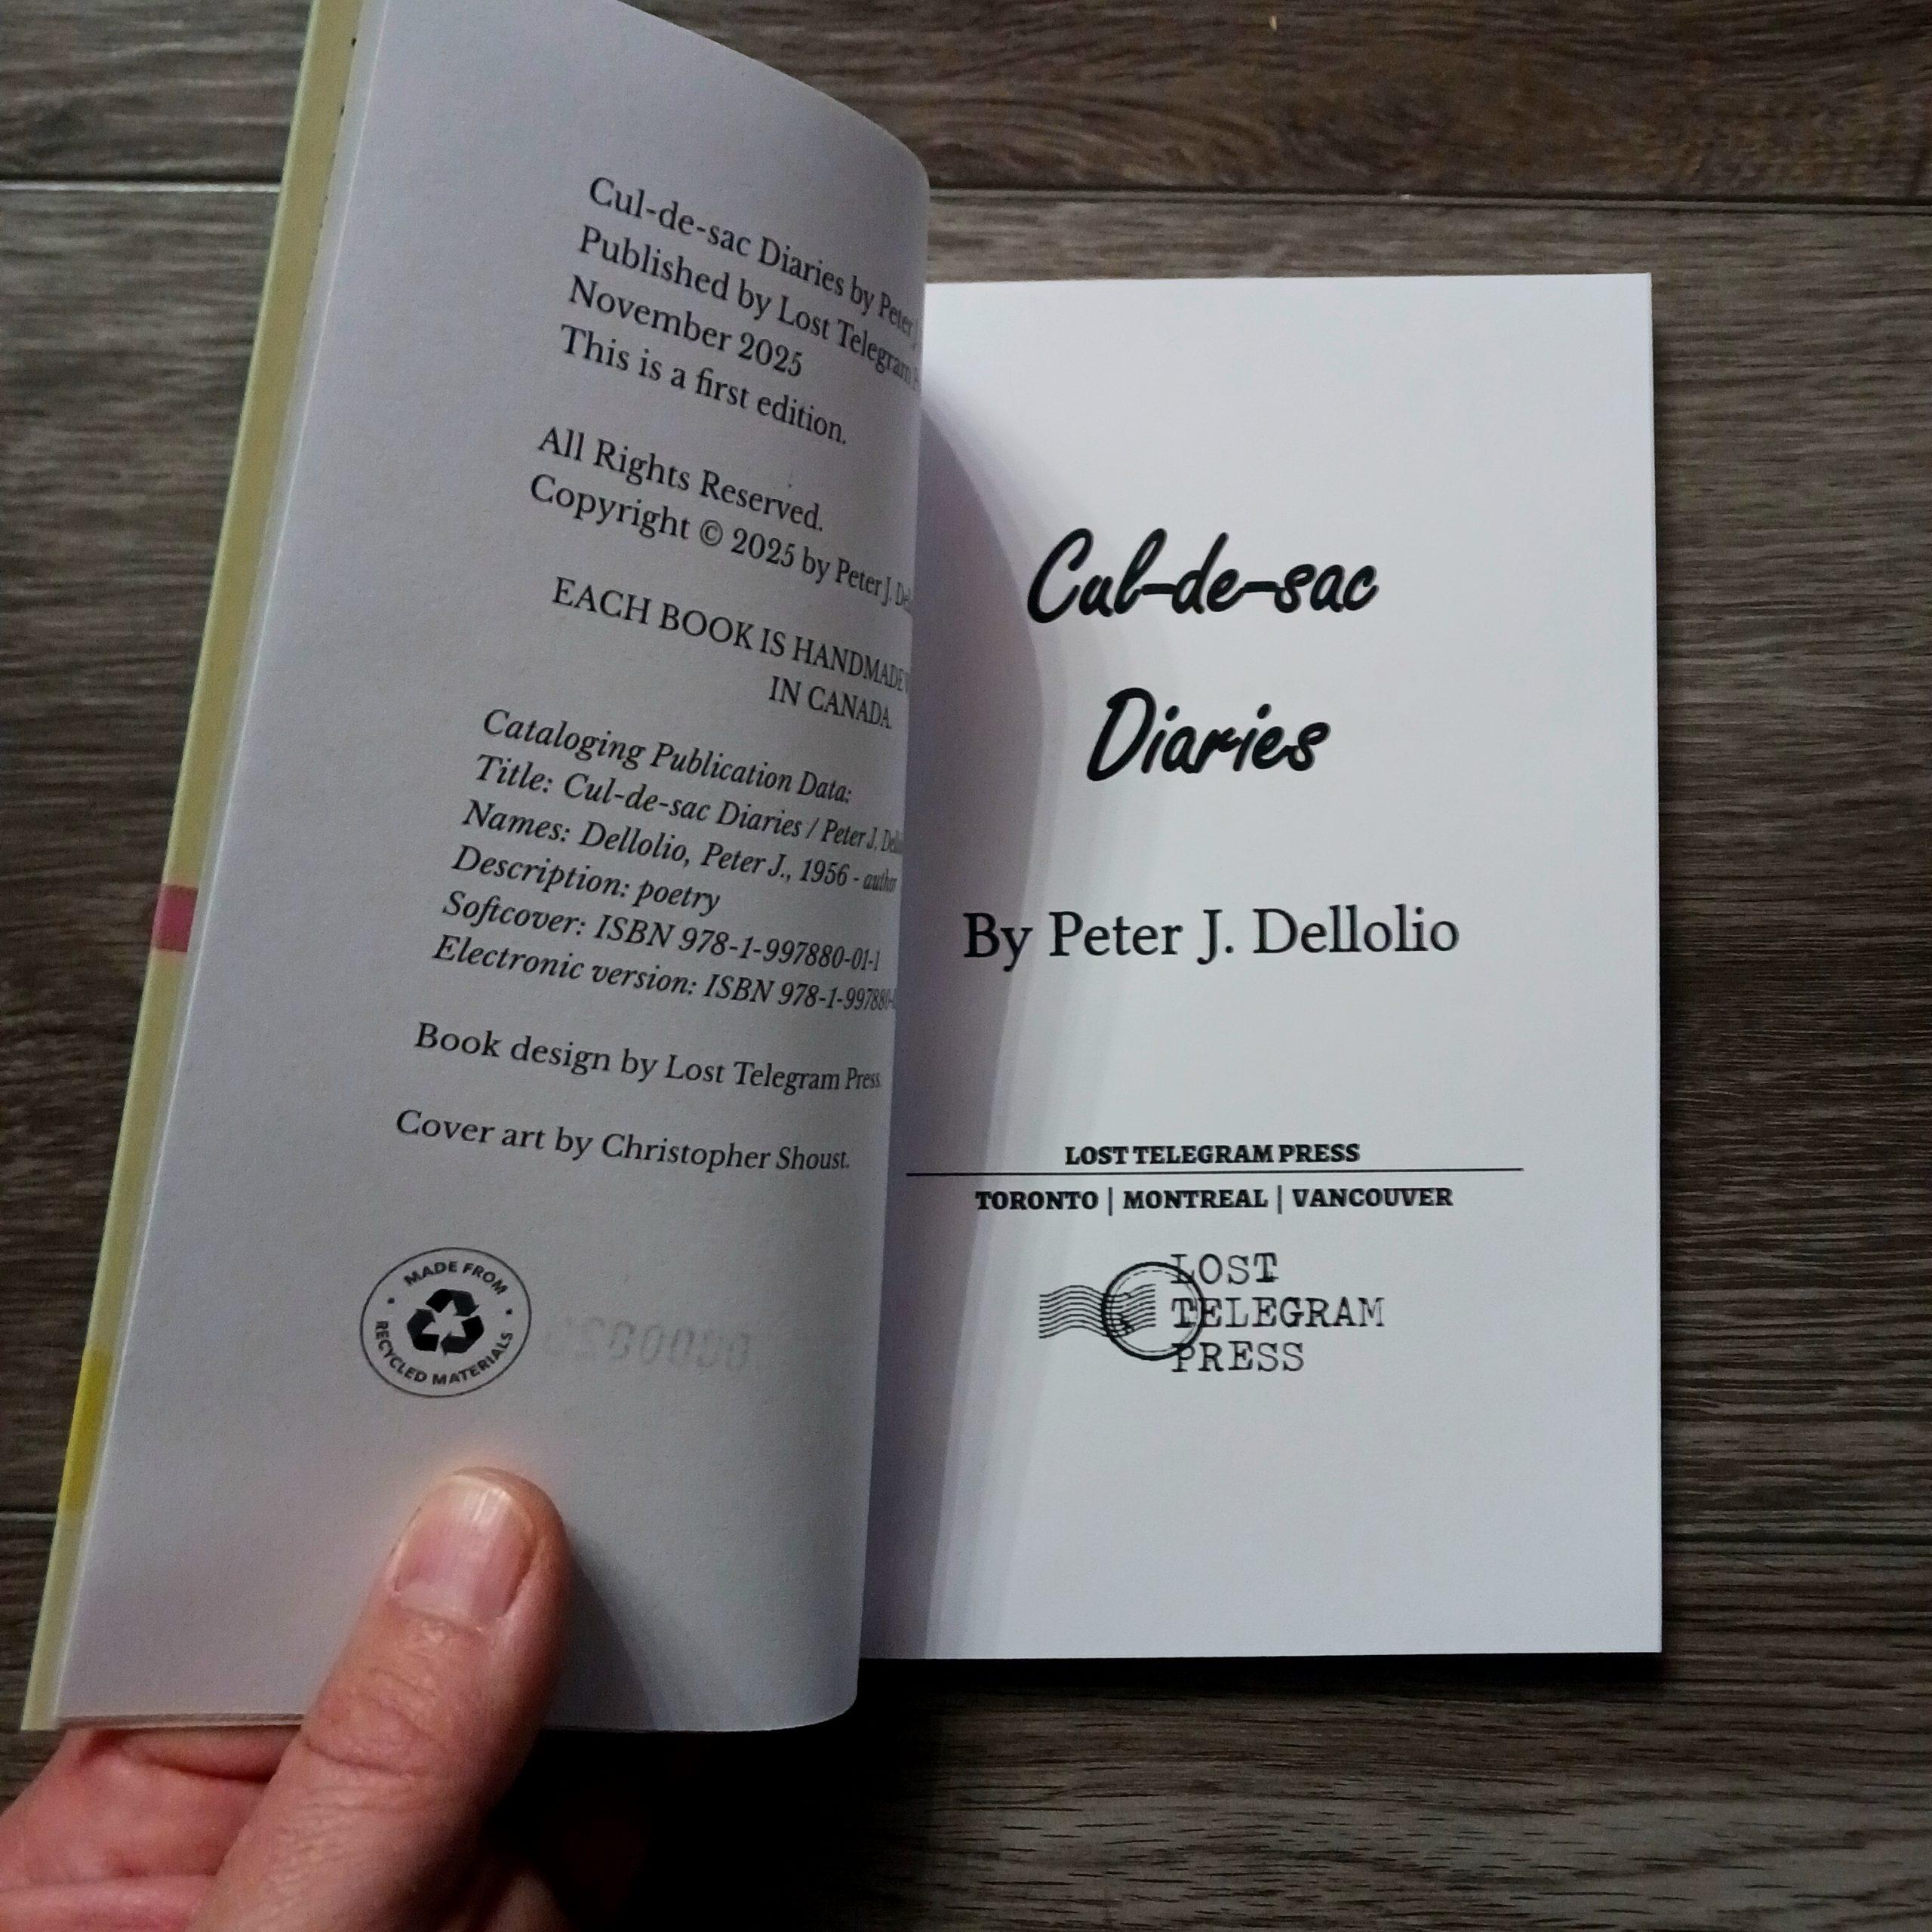 Cul-de-sac Diaries by Peter
Published by Lost Telegram
November 2025
This is a first edition.
All Rights Reserved.
Copyright © 2025 by Peter J.
EACH BOOK IS HANDMADE
IN CANADA.
Cataloging Publication Data:
Title: Cul-de-sac Diaries / Peter J.
Names: Dellolio, Peter J., 1956 - author
Description: poetry
Softcover: ISBN 978-1-997880-01-1
Electronic version: ISBN 978-1-997880-
Book design by Lost Telegram Press.
Cover art by Christopher Shoust.
MADE FROM
RECYCLED MATERIALS
Cul-de-sac
Diaries
By Peter J. Dellolio
LOST TELEGRAM PRESS
TORONTO | MONTREAL | VANCOUVER
LOST
TELEGRAM
PRESS